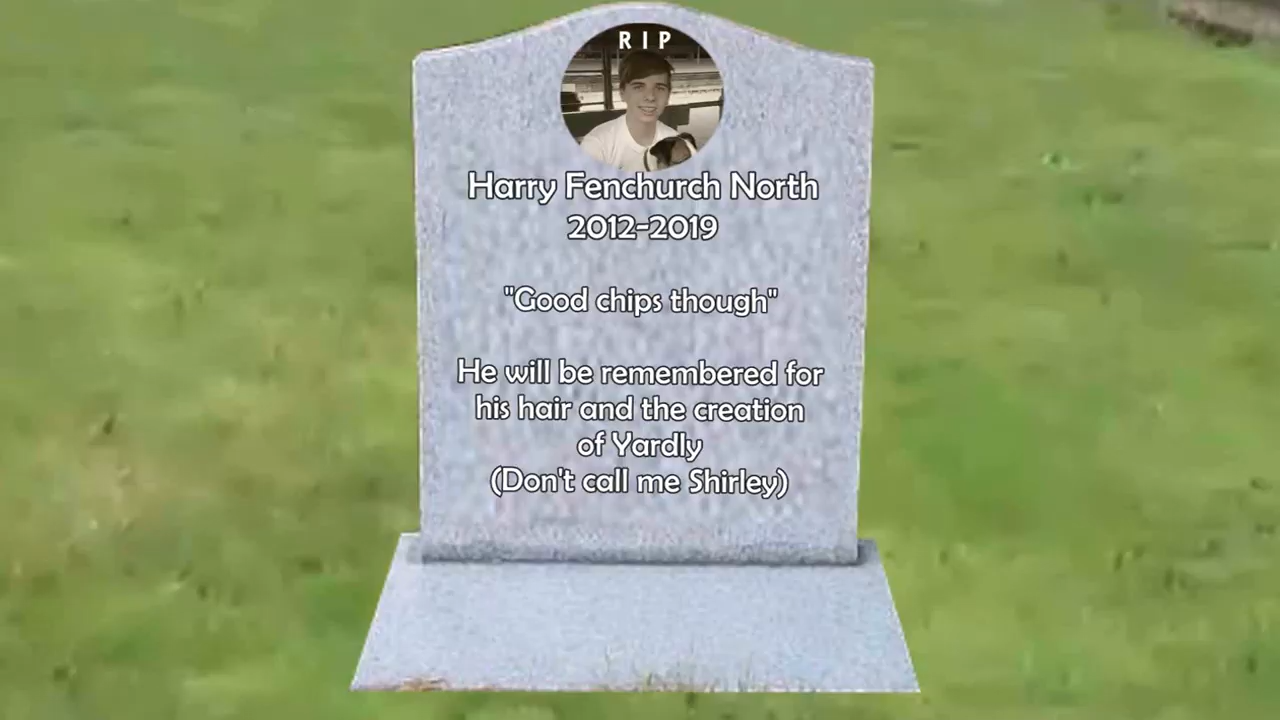 R I P
Harry Fenchurch North
2012-2019
"Good chips though"
He will be remembered for
his hair and the creation
of Yardly
(Don't call me Shirley)